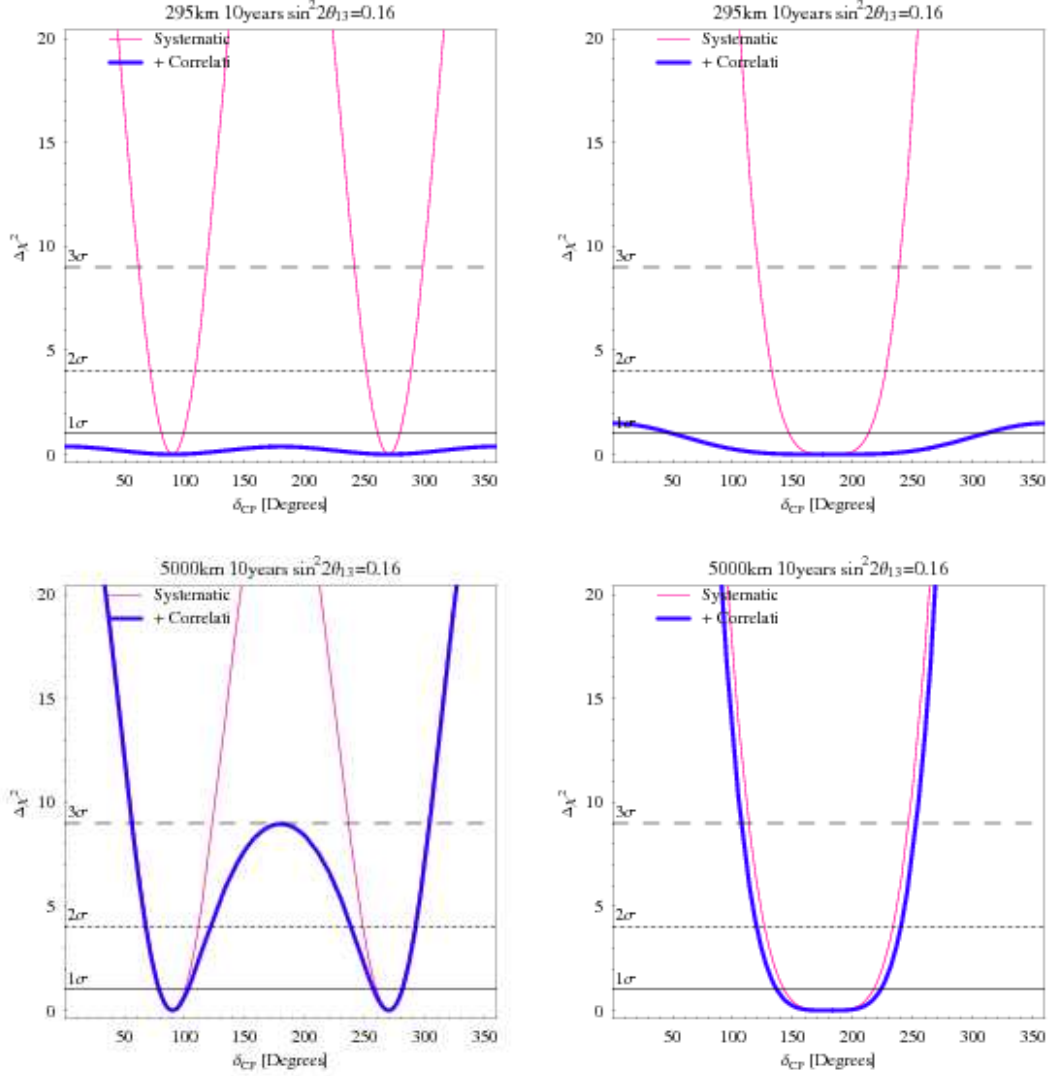 295km 10years sin²2θ₁₃=0.16
20
15
10
5
0
Δχ²
Systematic
+ Correlati
3σ
2σ
1σ
50 100 150 200 250 300 350
δCP [Degrees]
295km 10years sin²2θ₁₃=0.16
20
15
10
5
0
Δχ²
Systematic
+ Correlati
3σ
2σ
1σ
50 100 150 200 250 300 350
δCP [Degrees]
5000km 10years sin²2θ₁₃=0.16
20
15
10
5
0
Δχ²
Systematic
+ Correlati
3σ
2σ
1σ
50 100 150 200 250 300 350
δCP [Degrees]
5000km 10years sin²2θ₁₃=0.16
20
15
10
5
0
Δχ²
Systematic
+ Correlati
3σ
2σ
1σ
50 100 150 200 250 300 350
δCP [Degrees]